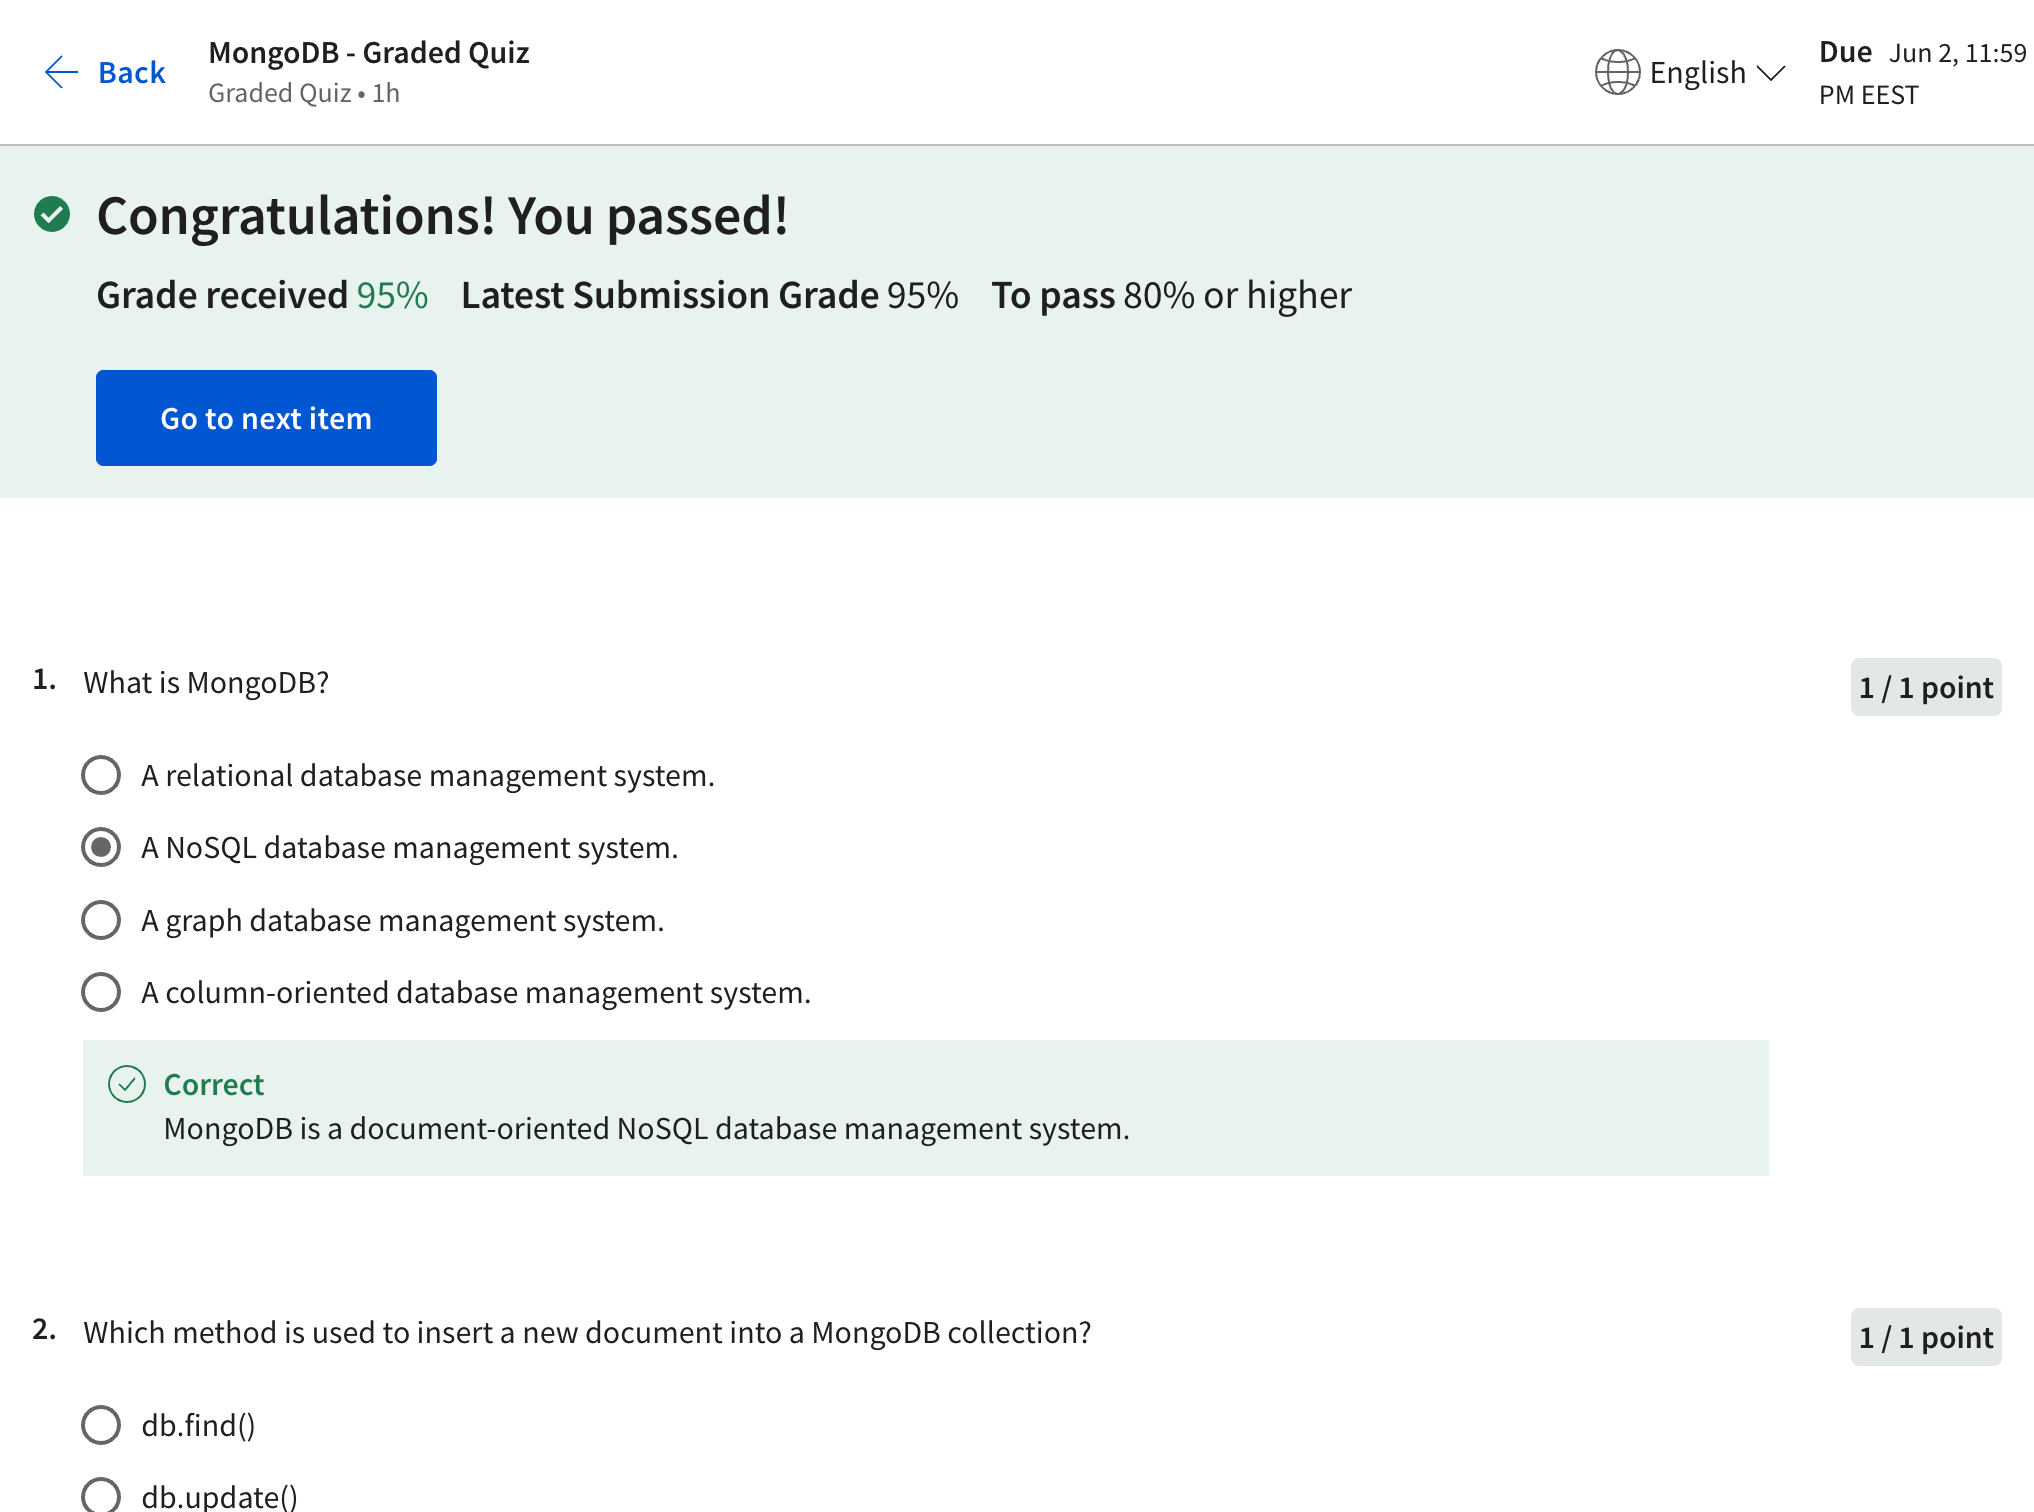 Back
MongoDB - Graded Quiz
Graded Quiz • 1h
English
Due Jun 2, 11:59
PM EEST
Congratulations! You passed!
Grade received 95% Latest Submission Grade 95% To pass 80% or higher
Go to next item
1. What is MongoDB?
1 / 1 point
A relational database management system.
A NoSQL database management system.
A graph database management system.
A column-oriented database management system.
Correct
MongoDB is a document-oriented NoSQL database management system.
2. Which method is used to insert a new document into a MongoDB collection?
1 / 1 point
db.find()
db.update()